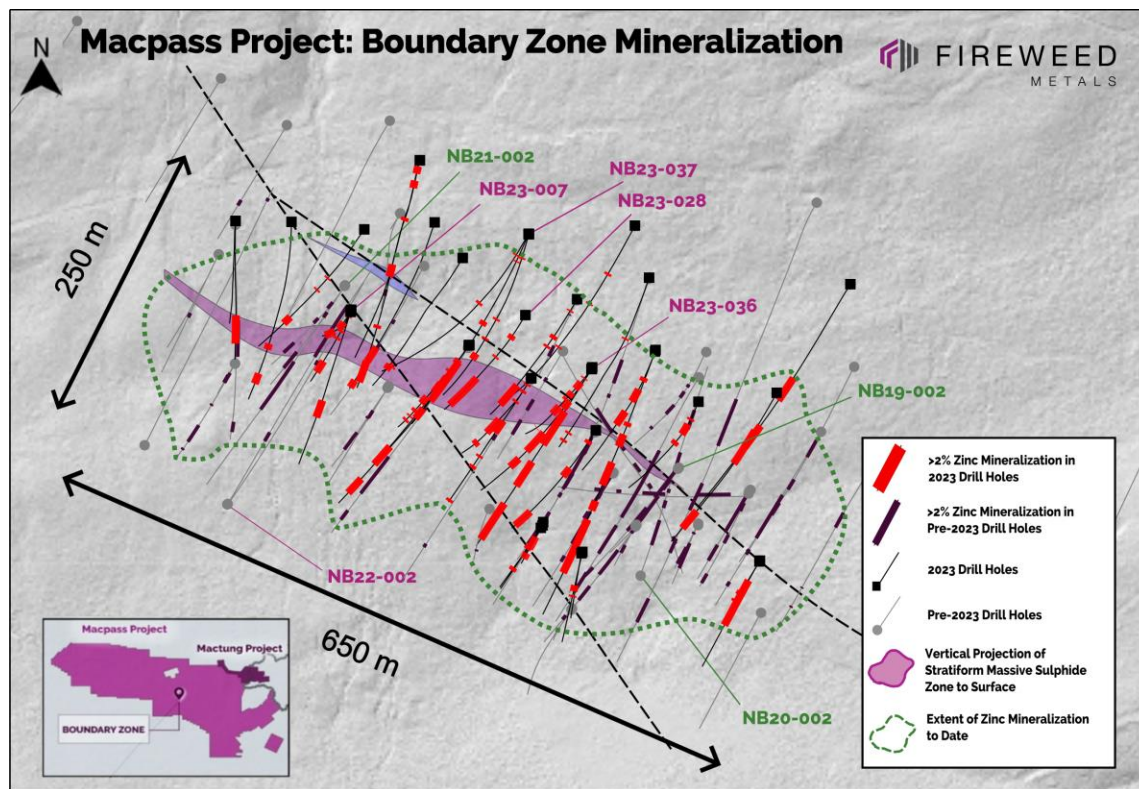 N
Macpass Project: Boundary Zone Mineralization
FIREWEED
METALS
NB21-002
NB23-007
NB23-037
NB23-028
250 m
NB23-036
NB19-002
NB22-002
650 m
NB20-002
>2% Zinc Mineralization in
2023 Drill Holes
>2% Zinc Mineralization in
Pre-2023 Drill Holes
2023 Drill Holes
Pre-2023 Drill Holes
Vertical Projection of
Stratiform Massive Sulphide
Zone to Surface
Extent of Zinc Mineralization
to Date
Macpass Project
Mactung Project
BOUNDARY ZONE